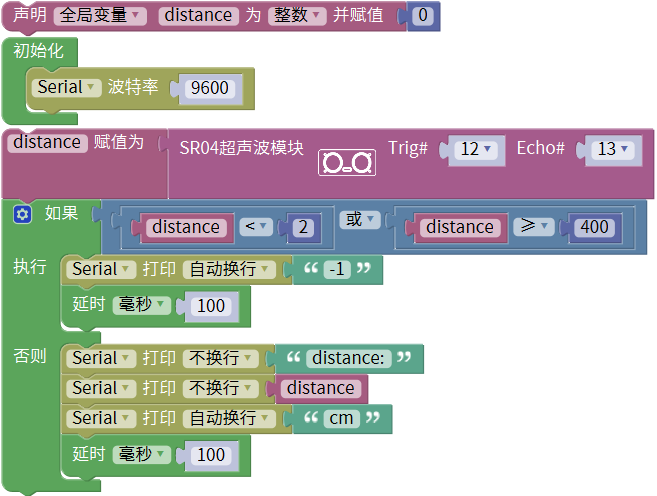 声明 全局变量 distance 为 整数 并赋值 0
初始化
Serial 波特率 9600
distance 赋值为 SR04超声波模块 Trig# 12 Echo# 13
如果 distance < 2 或 distance ≥ 400
执行 Serial 打印 自动换行 “ -1 ”
延时 毫秒 100
否则 Serial 打印 不换行 “ distance: ”
Serial 打印 不换行 distance
Serial 打印 自动换行 “ cm ”
延时 毫秒 100